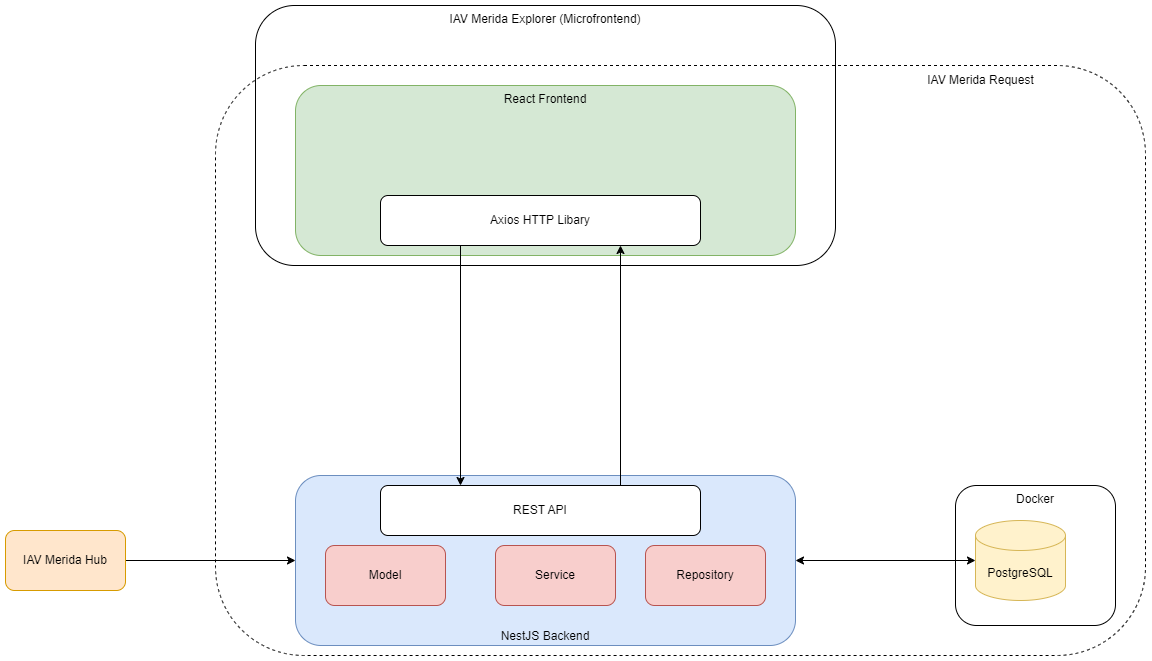 IAV Merida Explorer (Microfrontend)
IAV Merida Request
React Frontend
Axios HTTP Libary
REST API
Docker
IAV Merida Hub
Model
Service
Repository
PostgreSQL
NestJS Backend